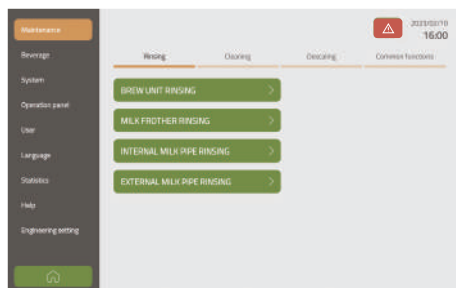 Maintenance
Beverage
System
Operation panel
User
Language
Statistics
Help
Engineering setting
2023/02/10
16:00
Rinsing
Cleaning
Descaling
Common functions
BREW UNIT RINSING
MILK FROTHER RINSING
INTERNAL MILK PIPE RINSING
EXTERNAL MILK PIPE RINSING